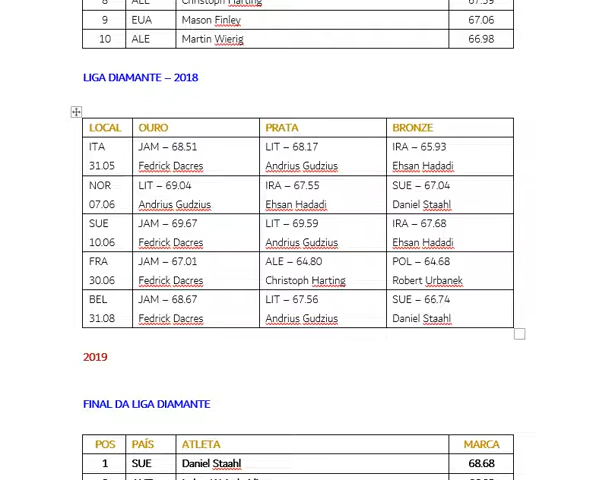 8 ALE Christoph Harting 67.59
9 EUA Mason Finley 67.06
10 ALE Martin Wierig 66.98
LIGA DIAMANTE – 2018
LOCAL OURO PRATA BRONZE
ITA JAM – 68.51 LIT – 68.17 IRA – 65.93
31.05 Fedrick Dacres Andrius Gudzius Ehsan Hadadi
NOR LIT – 69.04 IRA – 67.55 SUE – 67.04
07.06 Andrius Gudzius Ehsan Hadadi Daniel Staahl
SUE JAM – 69.67 LIT – 69.59 IRA – 67.68
10.06 Fedrick Dacres Andrius Gudzius Ehsan Hadadi
FRA JAM – 67.01 ALE – 64.80 POL – 64.68
30.06 Fedrick Dacres Christoph Harting Robert Urbanek
BEL JAM – 68.67 LIT – 67.56 SUE – 66.74
31.08 Fedrick Dacres Andrius Gudzius Daniel Staahl
2019
FINAL DA LIGA DIAMANTE
POS PAÍS ATLETA MARCA
1 SUE Daniel Staahl 68.68